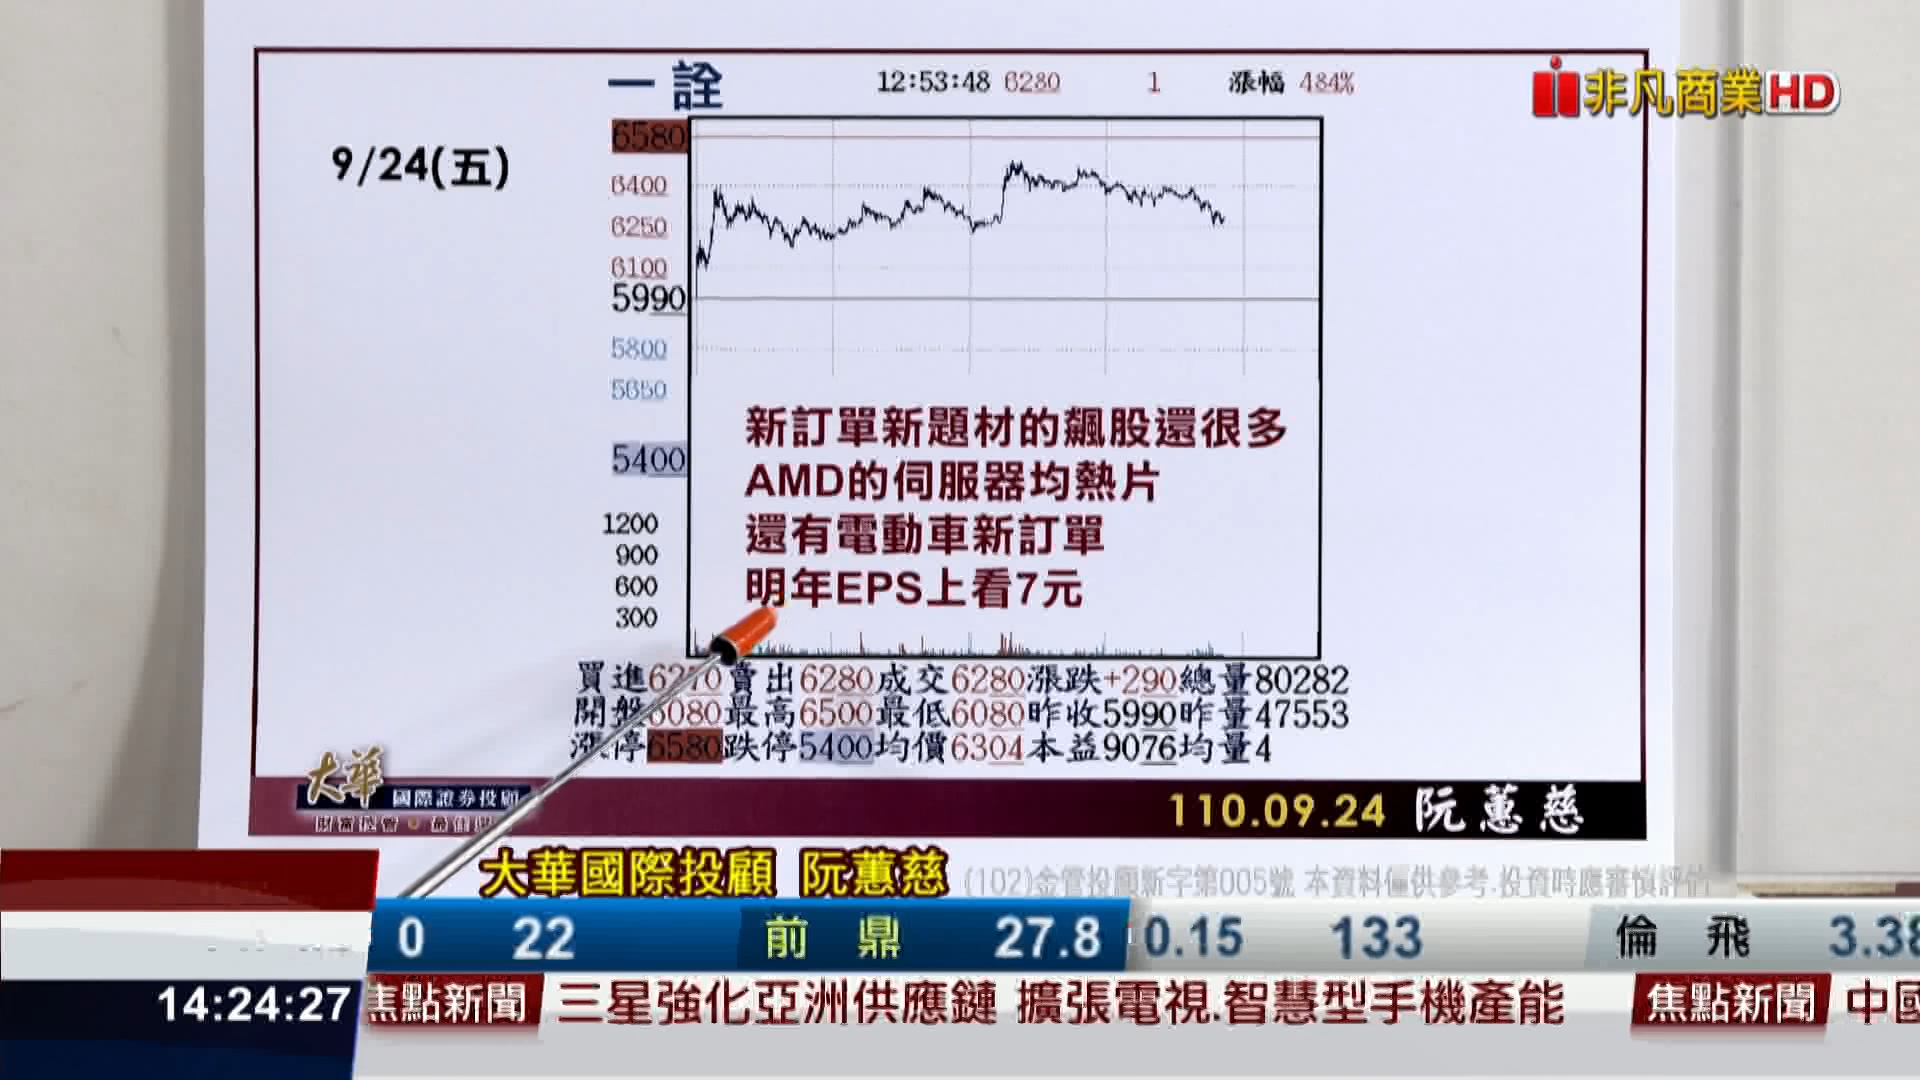 一詮 12:53:48 6280 1 漲幅 484%
非凡商業HD
9/24(五)
6580
6400
6250
6100
5990
5800
5650
5400
1200
900
600
300
新訂單新題材的飆股還很多
AMD的伺服器均熱片
還有電動車新訂單
明年EPS上看7元
買進6270賣出6280成交6280漲跌+290總量80282
開盤6080最高6500最低6080昨收5990昨量47553
漲停6580跌停5400均價6304本益9076均量4
大華 國際證券投顧
財富控管
110.09.24 阮蕙慈
大華國際投顧 阮蕙慈 (102)金管投顧新字第005號 本資料僅供參考.投資時應審慎評估
0 22 前鼎 27.8 0.15 133 倫飛 3.38
14:24:27 焦點新聞 三星強化亞洲供應鏈 擴張電視.智慧型手機產能 焦點新聞 中國